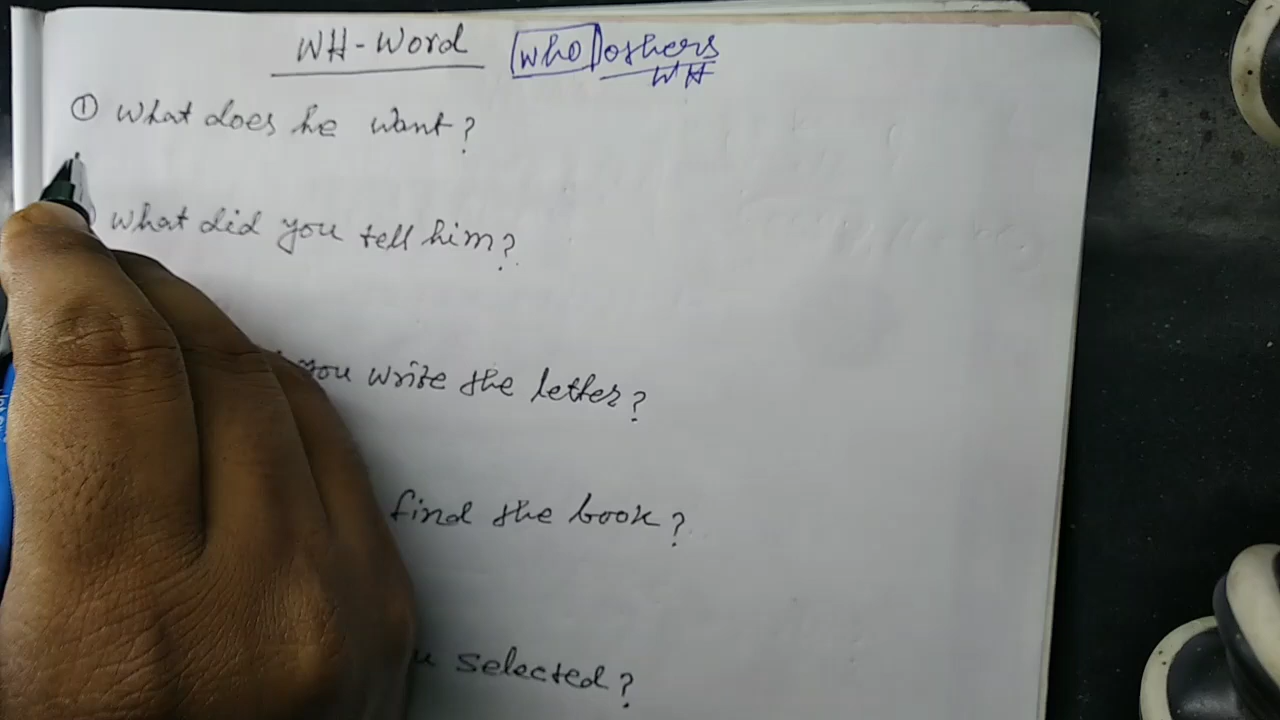 WH-Word who others
WH
① What does he want?
What did you tell him?
you write the letter?
find the book?
selected?